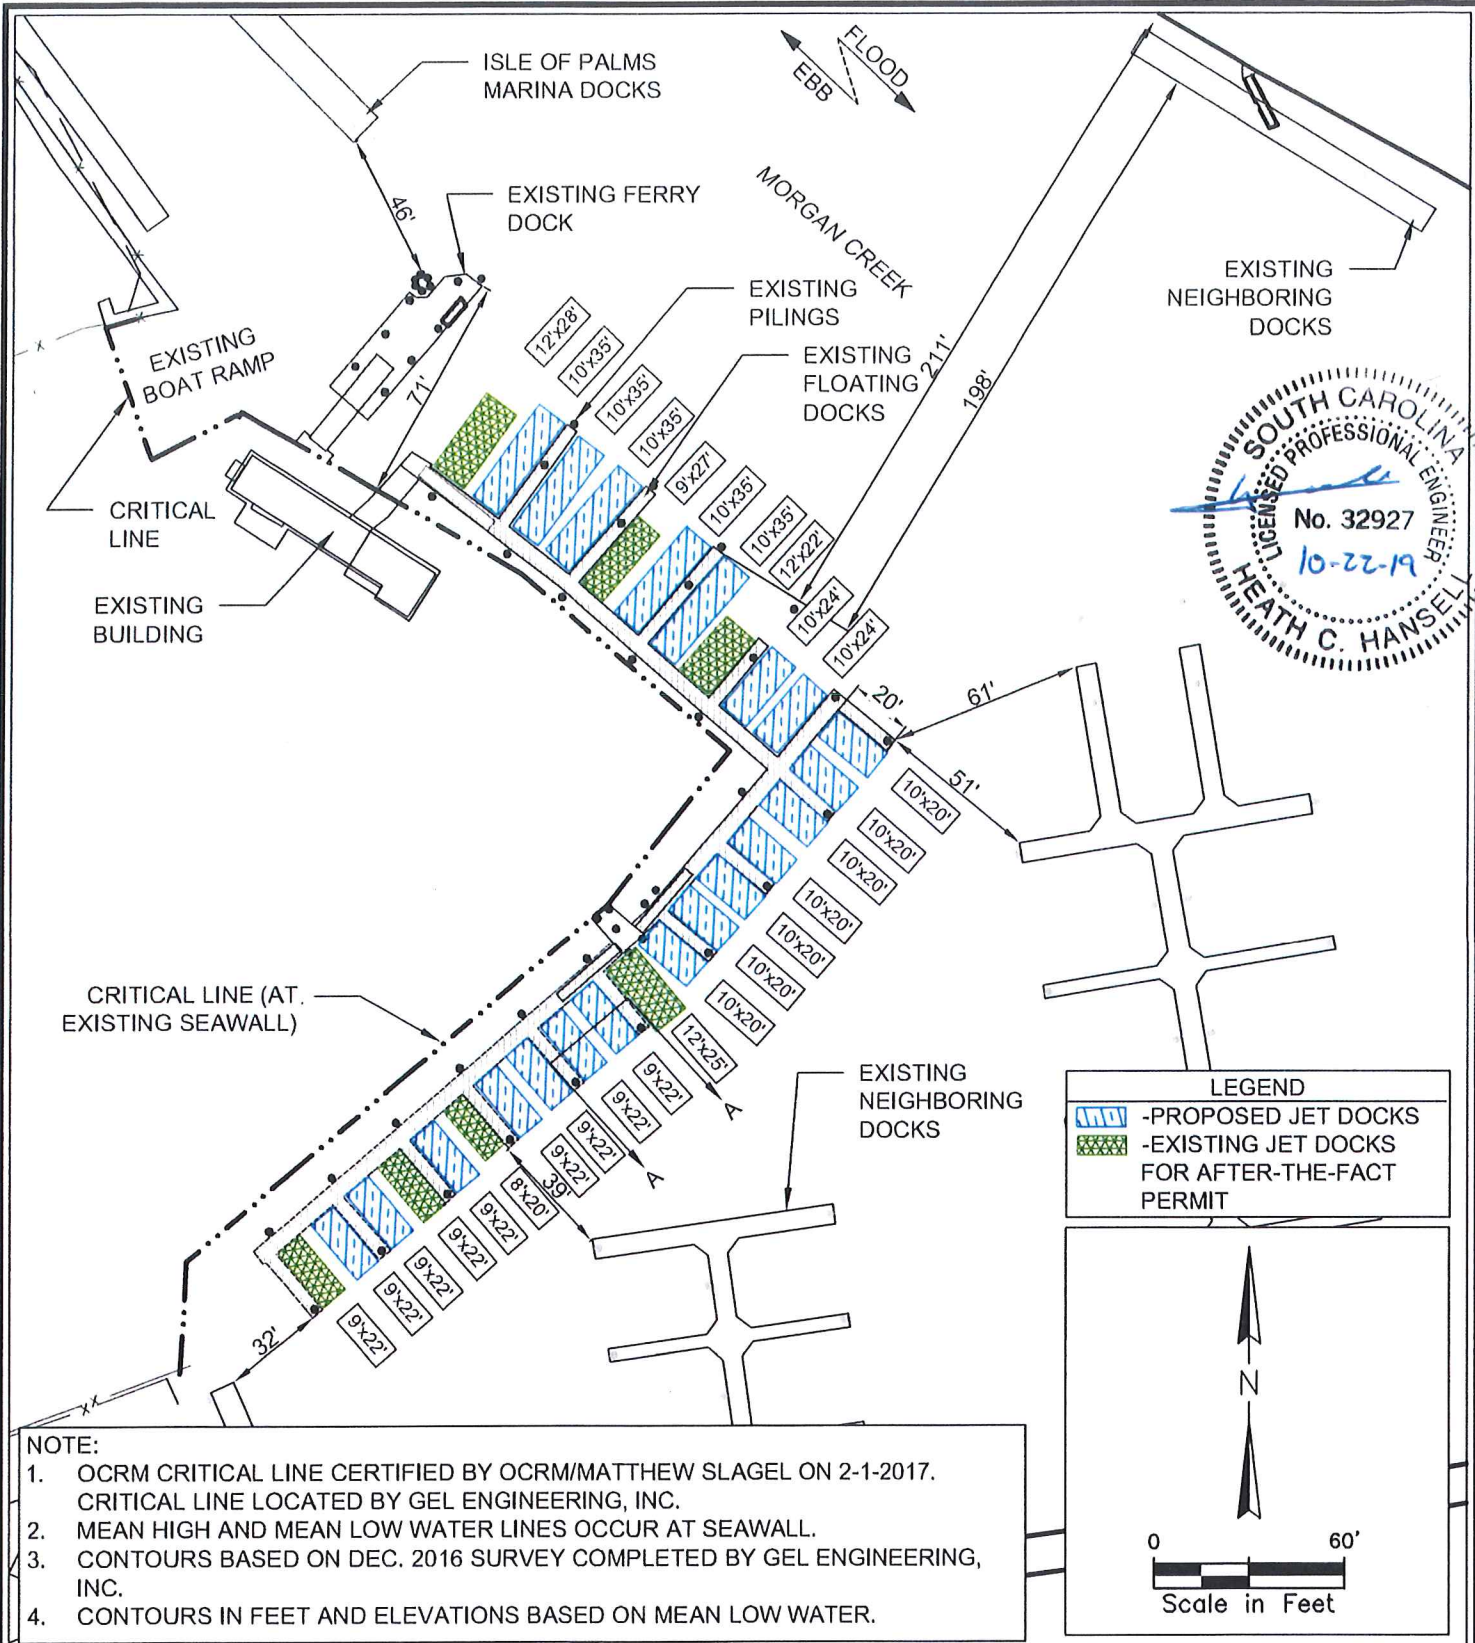 ISLE OF PALMS
MARINA DOCKS
FLOOD
EBB
46'
EXISTING FERRY
DOCK
MORGAN CREEK
EXISTING
NEIGHBORING
DOCKS
EXISTING
PILINGS
EXISTING
FLOATING
DOCKS
211'
198'
EXISTING
BOAT RAMP
71'
12'x28'
10'x35'
10'x35'
10'x35'
9'x27'
10'x35'
10'x35'
12'x22'
10'x24'
10'x24'
SOUTH CAROLINA
LICENSED PROFESSIONAL ENGINEER
No. 32927
10-22-19
HEATH C. HANSEL
CRITICAL
LINE
EXISTING
BUILDING
20'
61'
51'
10'x20'
10'x20'
10'x20'
10'x20'
10'x20'
10'x20'
10'x20'
12'x25'
CRITICAL LINE (AT
EXISTING SEAWALL)
9'x22'
9'x22'
9'x22'
9'x22'
8'x20'
9'x22'
9'x22'
9'x22'
9'x22'
9'x22'
A
A
39'
32'
EXISTING
NEIGHBORING
DOCKS
LEGEND
-PROPOSED JET DOCKS
-EXISTING JET DOCKS
FOR AFTER-THE-FACT
PERMIT
N
0 60'
Scale in Feet
NOTE:
1. OCRM CRITICAL LINE CERTIFIED BY OCRM/MATTHEW SLAGEL ON 2-1-2017.
CRITICAL LINE LOCATED BY GEL ENGINEERING, INC.
2. MEAN HIGH AND MEAN LOW WATER LINES OCCUR AT SEAWALL.
3. CONTOURS BASED ON DEC. 2016 SURVEY COMPLETED BY GEL ENGINEERING,
INC.
4. CONTOURS IN FEET AND ELEVATIONS BASED ON MEAN LOW WATER.